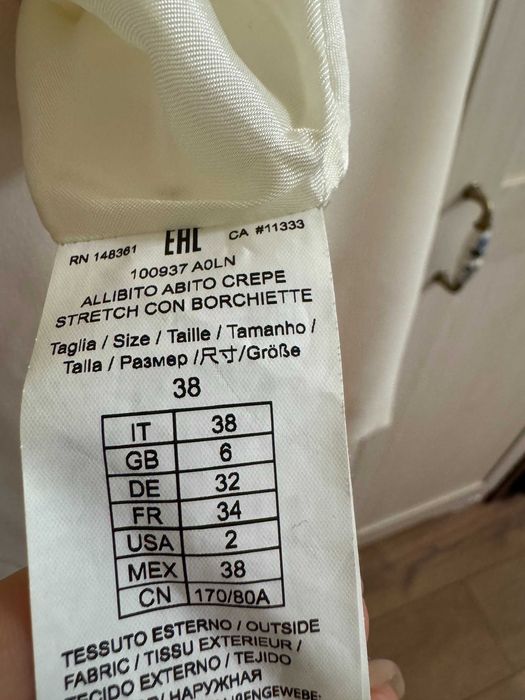 RN 148361 EAC CA #11333
100937 A0LN
ALLIBITO ABITO CREPE
STRETCH CON BORCHIETTE
Taglia / Size / Taille / Tamanho /
Talla / Размер /尺寸/Größe
38
IT 38
GB 6
DE 32
FR 34
USA 2
MEX 38
CN 170/80A
TESSUTO ESTERNO / OUTSIDE
FABRIC / TISSU EXTERIEUR /
TECIDO EXTERNO / TEJIDO
НАРУЖНАЯ